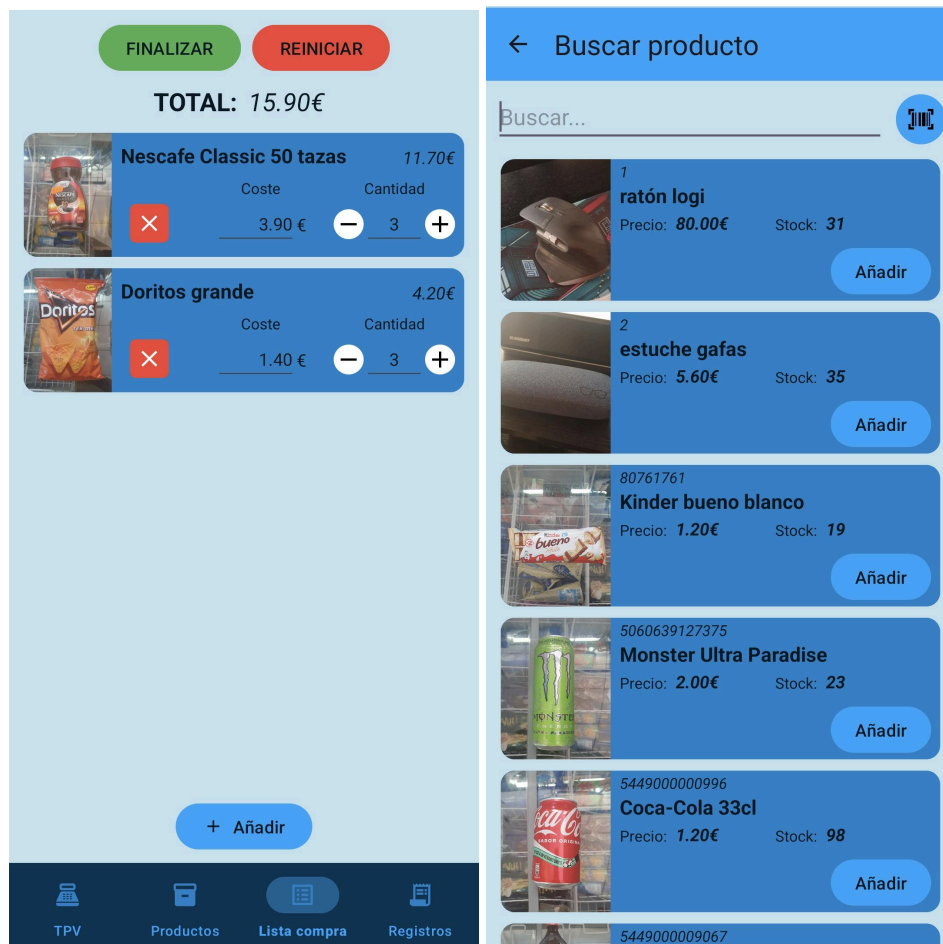 FINALIZAR
REINICIAR
TOTAL: 15.90€
Nescafe Classic 50 tazas
11.70€
Coste
Cantidad
3.90 €
3
Doritos grande
4.20€
Coste
Cantidad
1.40 €
3
Doritos
+ Añadir
TPV
Productos
Lista compra
Registros
Buscar producto
Buscar...
1
ratón logi
Precio: 80.00€
Stock: 31
Añadir
2
estuche gafas
Precio: 5.60€
Stock: 35
Añadir
80761761
Kinder bueno blanco
Precio: 1.20€
Stock: 19
bueno
Añadir
5060639127375
Monster Ultra Paradise
Precio: 2.00€
Stock: 23
Añadir
5449000000996
Coca-Cola 33cl
Precio: 1.20€
Stock: 98
Añadir
5449000009067